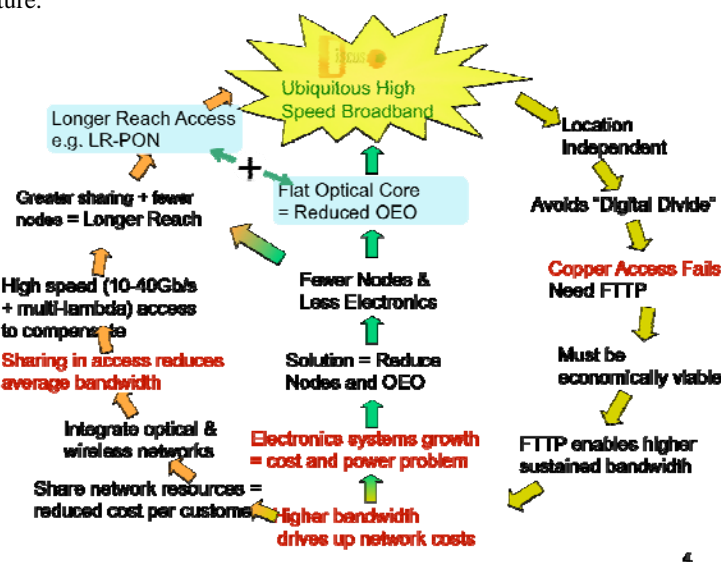 ture.
Discus
Ubiquitous High
Speed Broadband
Longer Reach Access
e.g. LR-PON
+
Flat Optical Core
= Reduced OEO
Location
Independent
Avoids "Digital Divide"
Copper Access Fails
Need FTTP
Must be
economically viable
FTTP enables higher
sustained bandwidth
Higher bandwidth
drives up network costs
Electronics systems growth
= cost and power problem
Solution = Reduce
Nodes and OEO
Fewer Nodes &
Less Electronics
Share network resources =
reduced cost per custome
Integrate optical &
wireless networks
Sharing in access reduces
average bandwidth
High speed (10-40Gb/s
+ multi-lambda) access
to compensate
Greater sharing + fewer
nodes = Longer Reach